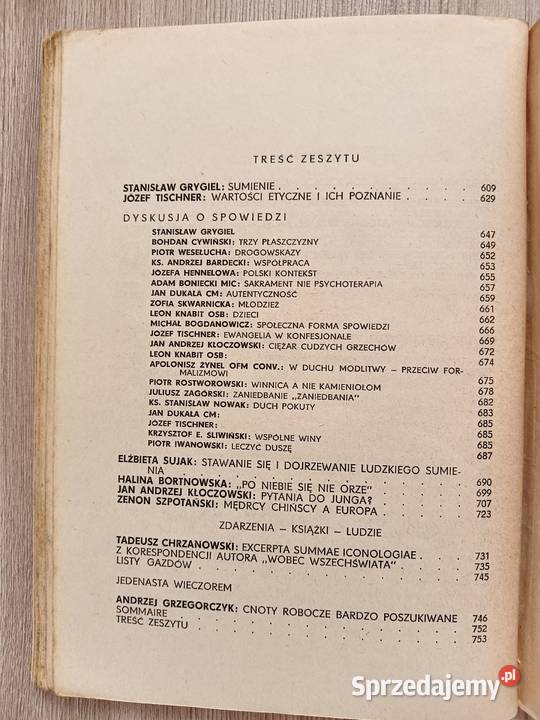 TREŚĆ ZESZYTU
STANISŁAW GRYGIEL: SUMIENIE 609
JÓZEF TISCHNER: WARTOŚCI ETYCZNE I ICH POZNANIE 629
DYSKUSJA O SPOWIEDZI
STANISŁAW GRYGIEL 647
BOHDAN CYWIŃSKI: TRZY PŁASZCZYZNY 649
PIOTR WESEŁUCHA: DROGOWSKAZY 652
KS. ANDRZEJ BARDECKI: WSPÓŁPRACA 653
JÓZEFA HENNELOWA: POLSKI KONTEKST 655
ADAM BONIECKI MIC: SAKRAMENT NIE PSYCHOTERAPIA 657
JAN DUKAŁA CM: AUTENTYCZNOŚĆ 659
ZOFIA SKWARNICKA: MŁODZIEŻ 661
LEON KNABIT OSB: DZIECI 662
MICHAŁ BOGDANOWICZ: SPOŁECZNA FORMA SPOWIEDZI 666
JÓZEF TISCHNER: EWANGELIA W KONFESJONALE 669
JAN ANDRZEJ KŁOCZOWSKI: CIĘŻAR CUDZYCH GRZECHÓW 672
LEON KNABIT OSB: 674
APOLONISZ ŻYNEL OFM CONV.: W DUCHU MODLITWY – PRZECIW FOR-
MALIZMOWI
PIOTR ROSTWOROWSKI: WINNICA A NIE KAMIENIOŁOM 675
JULIUSZ ZAGÓRSKI: ZANIEDBANIE „ZANIEDBANIA" 678
KS. STANISŁAW NOWAK: DUCH POKUTY 682
JAN DUKAŁA CM: 683
JÓZEF TISCHNER: 685
KRZYSZTOF E. ŚLIWIŃSKI: WSPÓLNE WINY 685
PIOTR IWANOWSKI: LECZYĆ DUSZĘ 687
ELŻBIETA SUJAK: STAWANIE SIĘ I DOJRZEWANIE LUDZKIEGO SUMIE-
NIA 690
HALINA BORTNOWSKA: „PO NIEBIE SIĘ NIE ORZE" 699
JAN ANDRZEJ KŁOCZOWSKI: PYTANIA DO JUNGA? 707
ZENON SZPOTAŃSKI: MĘDRCY CHIŃSCY A EUROPA 723
ZDARZENIA – KSIĄŻKI – LUDZIE
TADEUSZ CHRZANOWSKI: EXCERPTA SUMMAE ICONOLOGIAE 731
Z KORESPONDENCJI AUTORA „WOBEC WSZECHŚWIATA" 735
LISTY GAZDÓW 745
JEDENASTA WIECZOREM
ANDRZEJ GRZEGORCZYK: CNOTY ROBOCZE BARDZO POSZUKIWANE 746
SOMMAIRE 752
TREŚĆ ZESZYTU 753
Sprzedajemy.pl